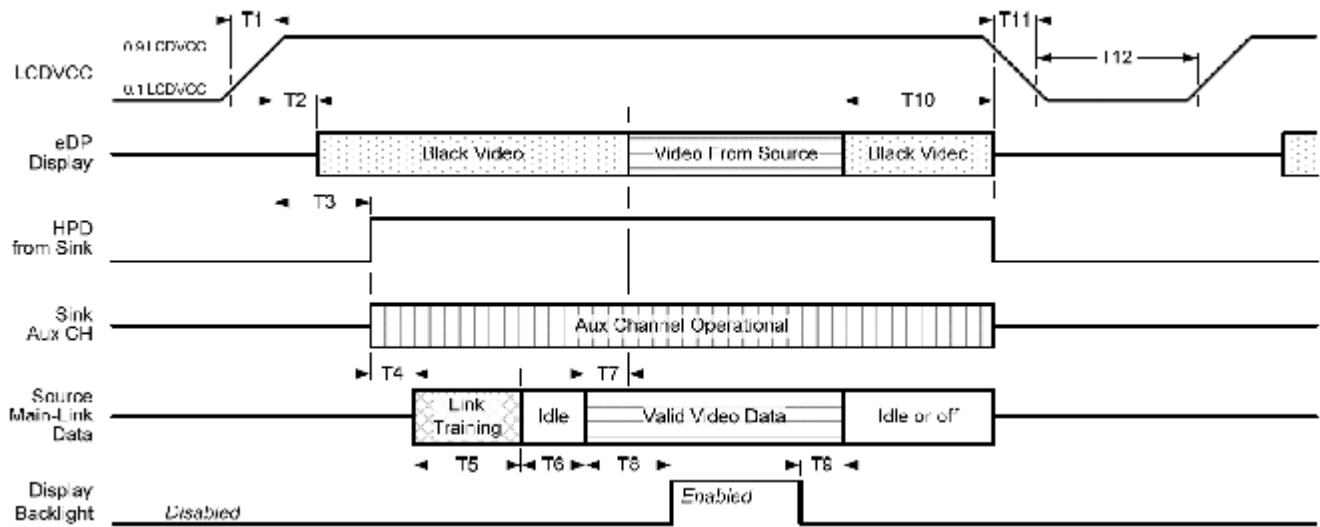 T1
T11
0.9 LCDVCC
LCDVCC
T12
0.1 LCDVCC
T2
T10
eDP
Display
Black Video
Video From Source
Black Video
T3
HPD
from Sink
Sink
Aux CH
Aux Channel Operational
T4
T7
Source
Main-Link
Data
Link
Training
Idle
Valid Video Data
Idle or off
T5
T6
T8
T9
Display
Backlight
Disabled
Enabled